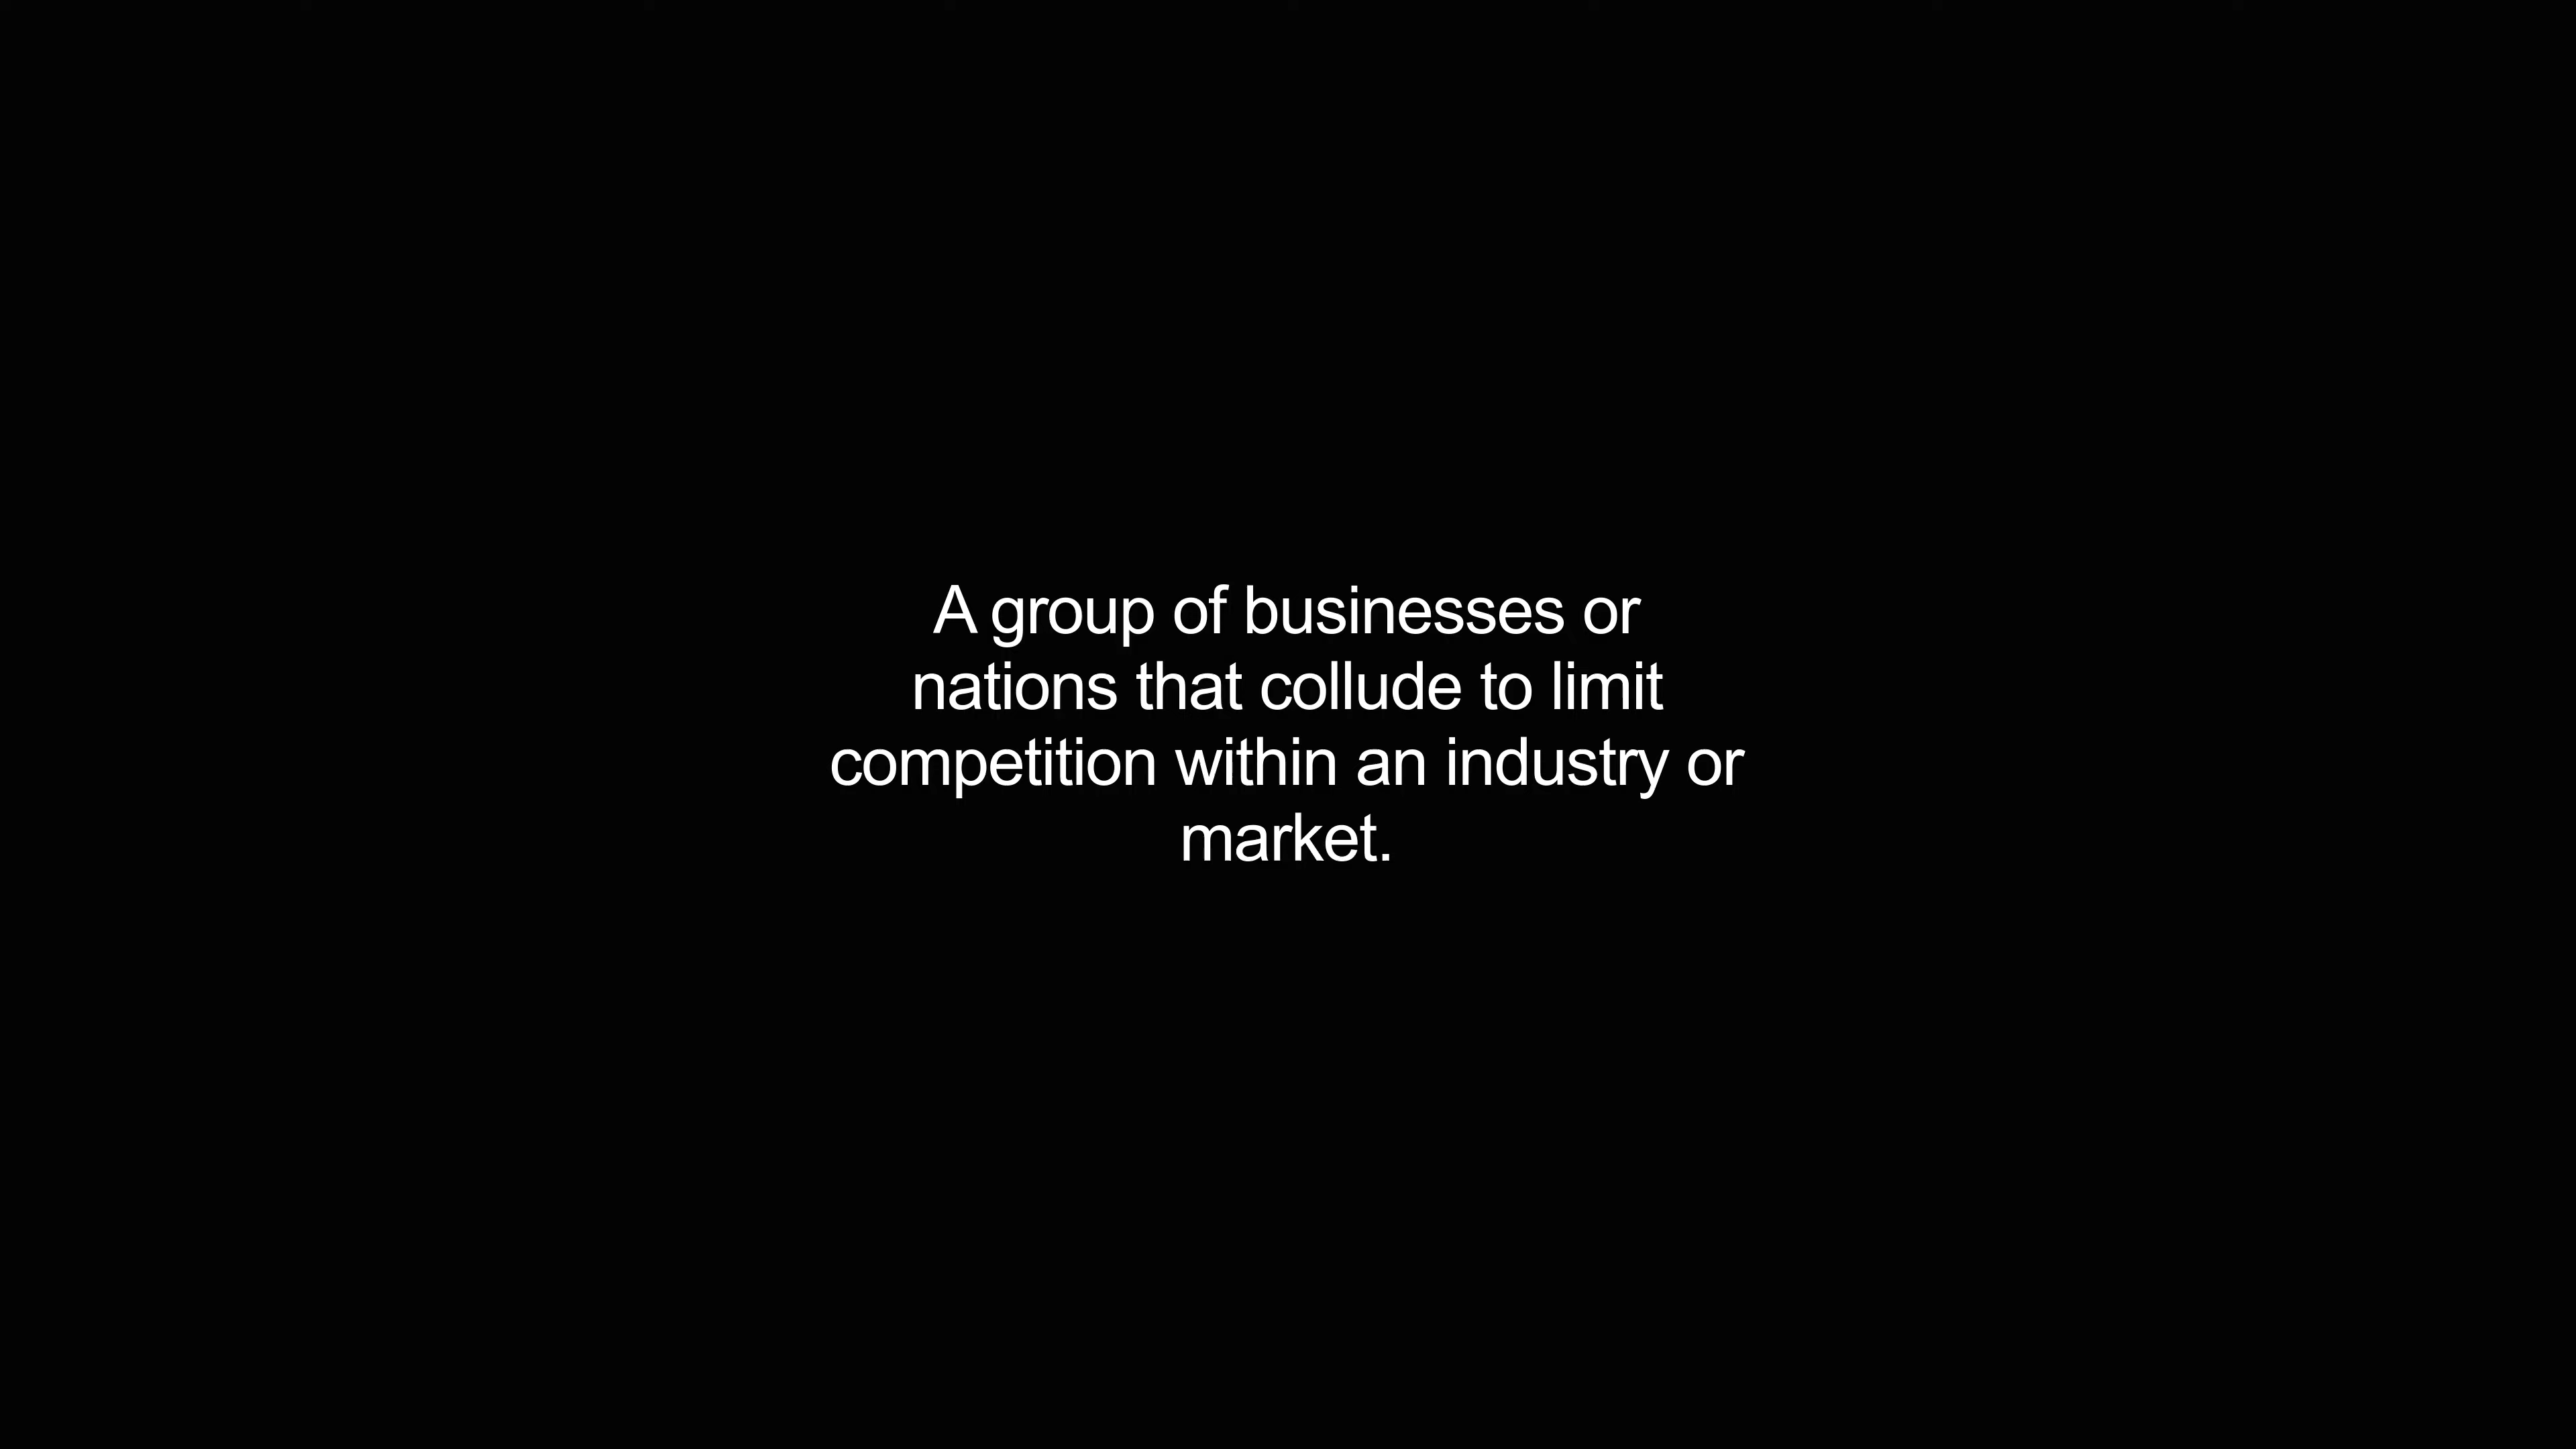 A group of businesses or
nations that collude to limit
competition within an industry or
market.